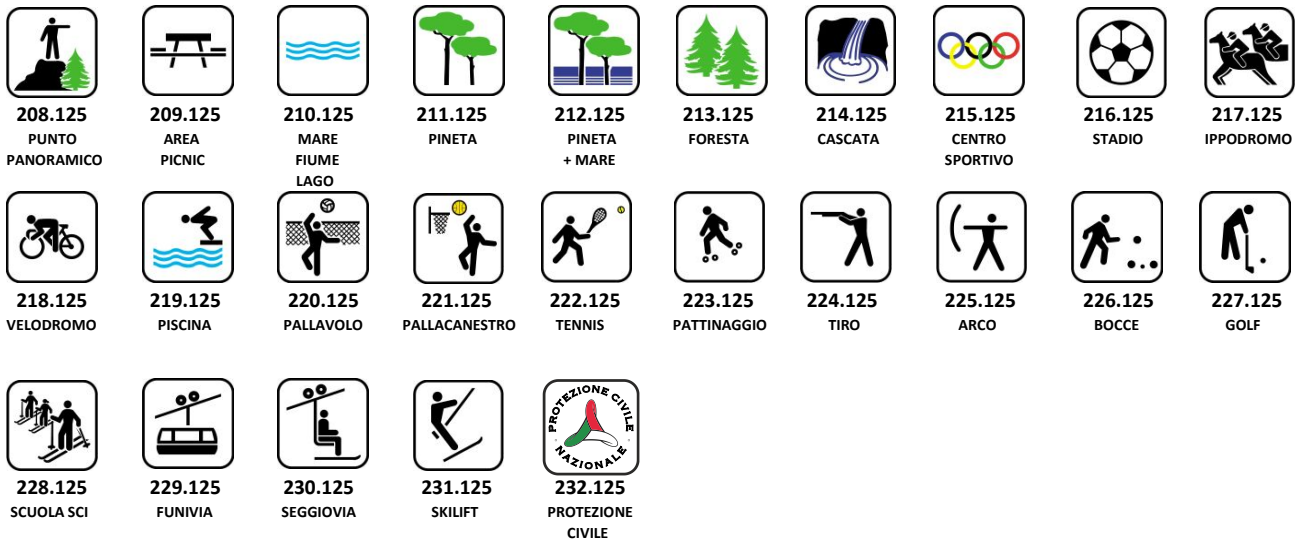 208.125
PUNTO
PANORAMICO
209.125
AREA
PICNIC
210.125
MARE
FIUME
LAGO
211.125
PINETA
212.125
PINETA
+ MARE
213.125
FORESTA
214.125
CASCATA
215.125
CENTRO
SPORTIVO
216.125
STADIO
217.125
IPPODROMO
218.125
VELODROMO
219.125
PISCINA
220.125
PALLAVOLO
221.125
PALLACANESTRO
222.125
TENNIS
223.125
PATTINAGGIO
224.125
TIRO
225.125
ARCO
226.125
BOCCE
227.125
GOLF
228.125
SCUOLA SCI
229.125
FUNIVIA
230.125
SEGGIOVIA
231.125
SKILIFT
PROTEZIONE CIVILE
NAZIONALE
232.125
PROTEZIONE
CIVILE